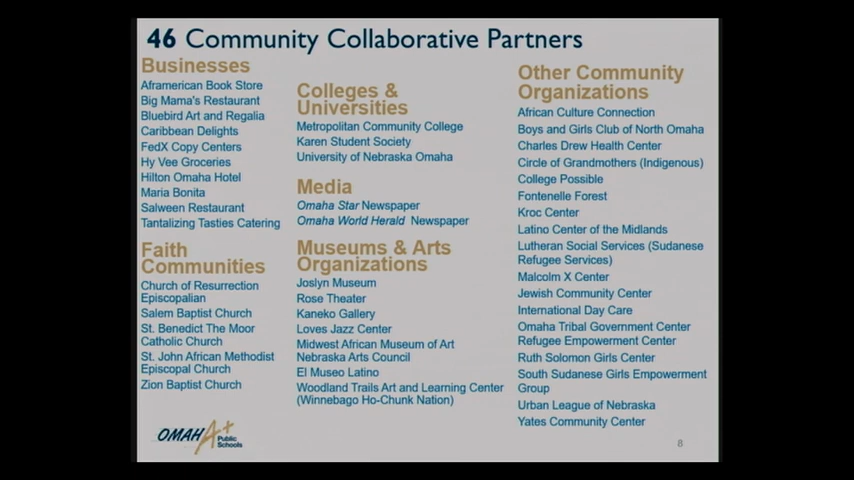 46 Community Collaborative Partners
Businesses
Aframerican Book Store
Big Mama's Restaurant
Bluebird Art and Regalia
Caribbean Delights
FedX Copy Centers
Hy Vee Groceries
Hilton Omaha Hotel
Maria Bonita
Salween Restaurant
Tantalizing Tasties Catering
Faith
Communities
Church of Resurrection
Episcopalian
Salem Baptist Church
St. Benedict The Moor
Catholic Church
St. John African Methodist
Episcopal Church
Zion Baptist Church
Colleges &
Universities
Metropolitan Community College
Karen Student Society
University of Nebraska Omaha
Media
Omaha Star Newspaper
Omaha World Herald Newspaper
Museums & Arts
Organizations
Joslyn Museum
Rose Theater
Kaneko Gallery
Loves Jazz Center
Midwest African Museum of Art
Nebraska Arts Council
El Museo Latino
Woodland Trails Art and Learning Center
(Winnebago Ho-Chunk Nation)
Other Community
Organizations
African Culture Connection
Boys and Girls Club of North Omaha
Charles Drew Health Center
Circle of Grandmothers (Indigenous)
College Possible
Fontenelle Forest
Kroc Center
Latino Center of the Midlands
Lutheran Social Services (Sudanese
Refugee Services)
Malcolm X Center
Jewish Community Center
International Day Care
Omaha Tribal Government Center
Refugee Empowerment Center
Ruth Solomon Girls Center
South Sudanese Girls Empowerment
Group
Urban League of Nebraska
Yates Community Center
OMAHA+
Public
Schools
8